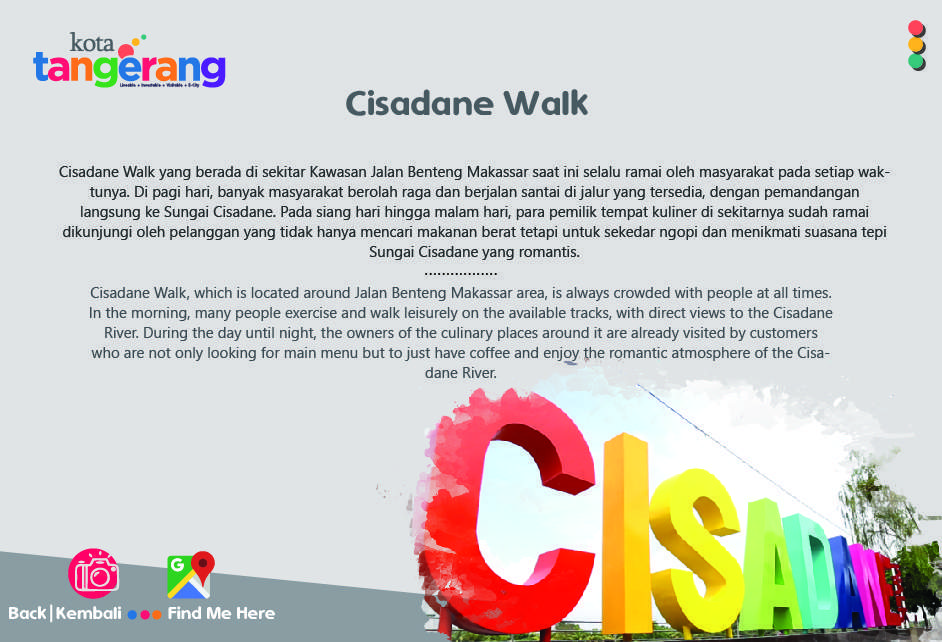 kota
tangerang
Liveable + Investable + Visitable + E-City
Cisadane Walk
Cisadane Walk yang berada di sekitar Kawasan Jalan Benteng Makassar saat ini selalu ramai oleh masyarakat pada setiap wak-
tunya. Di pagi hari, banyak masyarakat berolah raga dan berjalan santai di jalur yang tersedia, dengan pemandangan
langsung ke Sungai Cisadane. Pada siang hari hingga malam hari, para pemilik tempat kuliner di sekitarnya sudah ramai
dikunjungi oleh pelanggan yang tidak hanya mencari makanan berat tetapi untuk sekedar ngopi dan menikmati suasana tepi
Sungai Cisadane yang romantis.
.................
Cisadane Walk, which is located around Jalan Benteng Makassar area, is always crowded with people at all times.
In the morning, many people exercise and walk leisurely on the available tracks, with direct views to the Cisadane
River. During the day until night, the owners of the culinary places around it are already visited by customers
who are not only looking for main menu but to just have coffee and enjoy the romantic atmosphere of the Cisa-
dane River.
CISADANE
G
Back|Kembali
Find Me Here